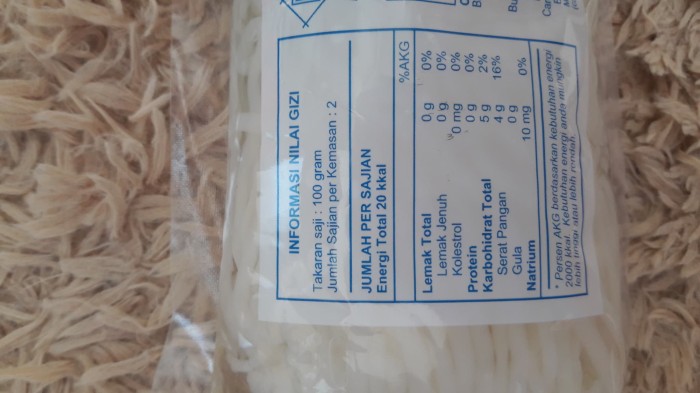 INFORMASI NILAI GIZI
Takaran saji : 100 gram
Jumlah Sajian per Kemasan : 2
JUMLAH PER SAJIAN
Energi Total 20 kkal
%AKG
Lemak Total 0 g 0%
Lemak Jenuh 0 g 0%
Kolestrol 0 mg 0%
Protein 0 g 0%
Karbohidrat Total 5 g 2%
Serat Pangan 4 g 16%
Gula 0 g
Natrium 10 mg 0%
* Persen AKG berdasarkan kebutuhan energi
2000 kkal. Kebutuhan energi anda mungkin
lebih tinggi atau lebih rendah.